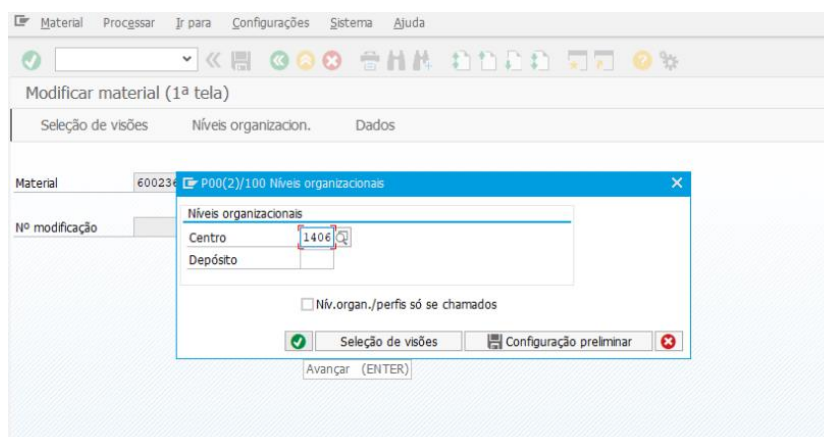 Material Processar Ir para Configurações Sistema Ajuda
Modificar material (1ª tela)
Seleção de visões Níveis organizacion. Dados
Material 60023
P00(2)/100 Níveis organizacionais
Níveis organizacionais
Nº modificação
Centro 1406
Depósito
Nív.organ./perfis só se chamados
Seleção de visões Configuração preliminar
Avançar (ENTER)